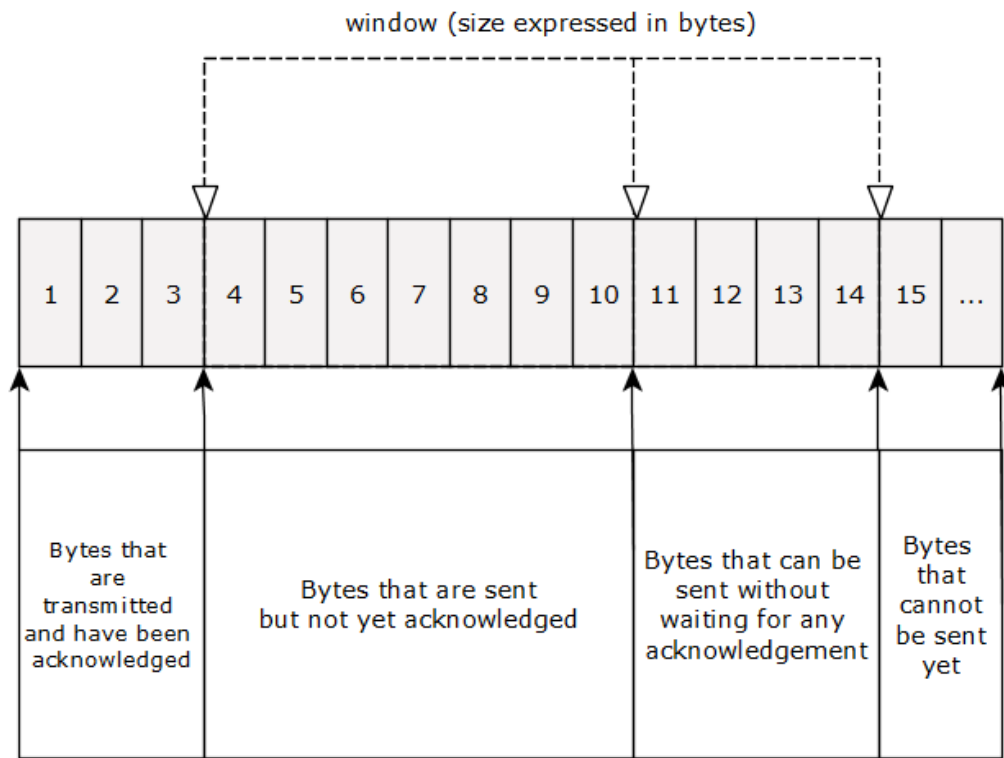 window (size expressed in bytes)
1 2 3 4 5 6 7 8 9 10 11 12 13 14 15 ...
Bytes that
are
transmitted
and have been
acknowledged
Bytes that are sent
but not yet acknowledged
Bytes that can be
sent without
waiting for any
acknowledgement
Bytes
that
cannot
be sent
yet